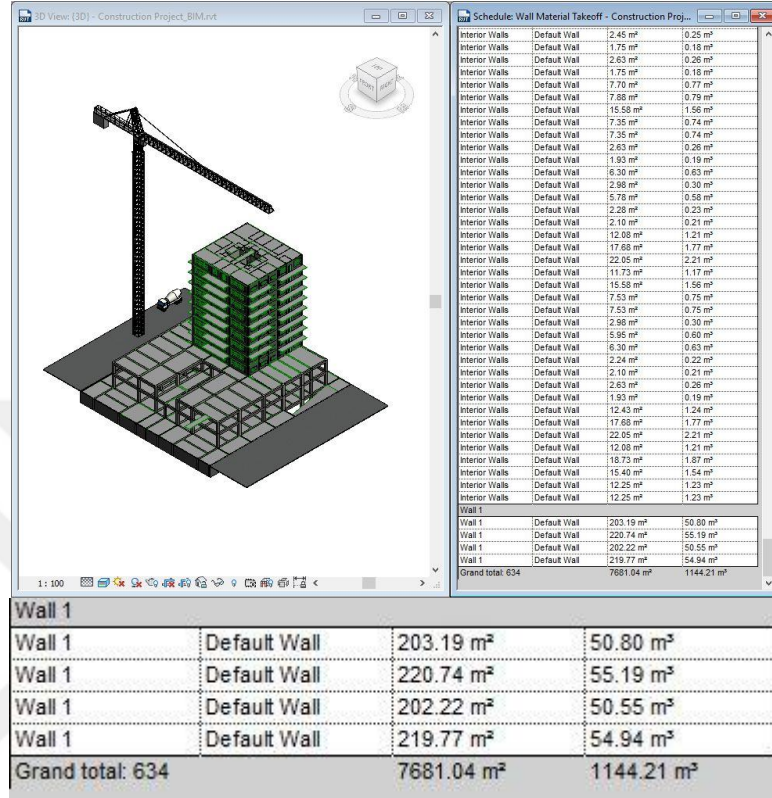 3D View: {3D} - Construction Project_BIM.rvt
TOP
FRONT RIGHT
1 : 100
Schedule: Wall Material Takeoff - Construction Proj...
Interior Walls Default Wall 2.45 m² 0.25 m³
Interior Walls Default Wall 1.75 m² 0.18 m³
Interior Walls Default Wall 2.63 m² 0.26 m³
Interior Walls Default Wall 1.75 m² 0.18 m³
Interior Walls Default Wall 7.70 m² 0.77 m³
Interior Walls Default Wall 7.88 m² 0.79 m³
Interior Walls Default Wall 15.58 m² 1.56 m³
Interior Walls Default Wall 7.35 m² 0.74 m³
Interior Walls Default Wall 7.35 m² 0.74 m³
Interior Walls Default Wall 2.63 m² 0.26 m³
Interior Walls Default Wall 1.93 m² 0.19 m³
Interior Walls Default Wall 6.30 m² 0.63 m³
Interior Walls Default Wall 2.98 m² 0.30 m³
Interior Walls Default Wall 5.78 m² 0.58 m³
Interior Walls Default Wall 2.28 m² 0.23 m³
Interior Walls Default Wall 2.10 m² 0.21 m³
Interior Walls Default Wall 12.08 m² 1.21 m³
Interior Walls Default Wall 17.68 m² 1.77 m³
Interior Walls Default Wall 22.05 m² 2.21 m³
Interior Walls Default Wall 11.73 m² 1.17 m³
Interior Walls Default Wall 15.58 m² 1.56 m³
Interior Walls Default Wall 7.53 m² 0.75 m³
Interior Walls Default Wall 7.53 m² 0.75 m³
Interior Walls Default Wall 2.98 m² 0.30 m³
Interior Walls Default Wall 5.95 m² 0.60 m³
Interior Walls Default Wall 6.30 m² 0.63 m³
Interior Walls Default Wall 2.24 m² 0.22 m³
Interior Walls Default Wall 2.10 m² 0.21 m³
Interior Walls Default Wall 2.63 m² 0.26 m³
Interior Walls Default Wall 1.93 m² 0.19 m³
Interior Walls Default Wall 12.43 m² 1.24 m³
Interior Walls Default Wall 17.68 m² 1.77 m³
Interior Walls Default Wall 22.05 m² 2.21 m³
Interior Walls Default Wall 12.08 m² 1.21 m³
Interior Walls Default Wall 18.73 m² 1.87 m³
Interior Walls Default Wall 15.40 m² 1.54 m³
Interior Walls Default Wall 12.25 m² 1.23 m³
Interior Walls Default Wall 12.25 m² 1.23 m³
Wall 1
Wall 1 Default Wall 203.19 m² 50.80 m³
Wall 1 Default Wall 220.74 m² 55.19 m³
Wall 1 Default Wall 202.22 m² 50.55 m³
Wall 1 Default Wall 219.77 m² 54.94 m³
Grand total: 634 7681.04 m² 1144.21 m³
Wall 1
Wall 1 Default Wall 203.19 m² 50.80 m³
Wall 1 Default Wall 220.74 m² 55.19 m³
Wall 1 Default Wall 202.22 m² 50.55 m³
Wall 1 Default Wall 219.77 m² 54.94 m³
Grand total: 634 7681.04 m² 1144.21 m³